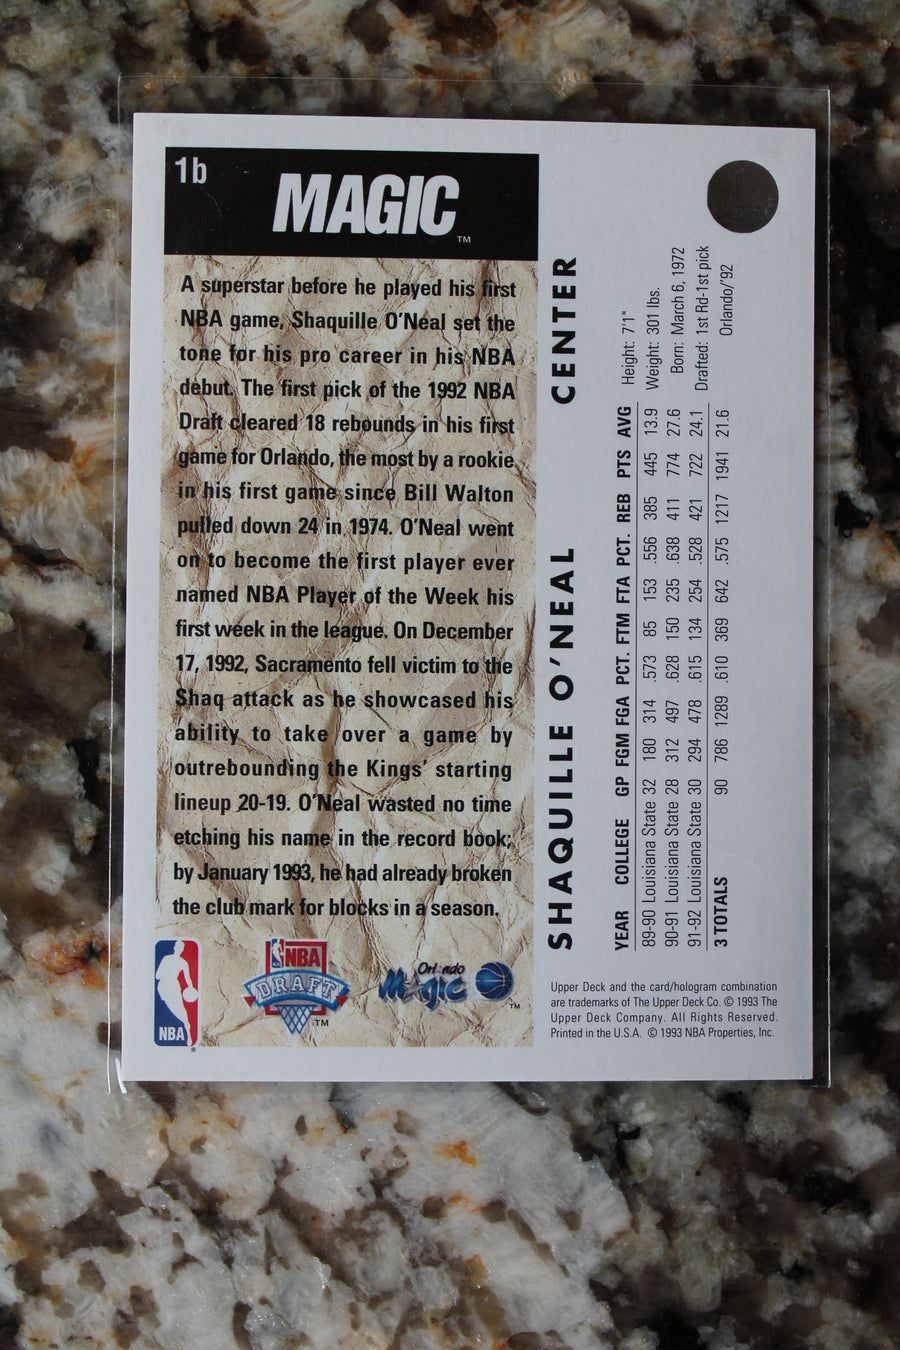 1b
MAGIC™
A superstar before he played his first
NBA game, Shaquille O'Neal set the
tone for his pro career in his NBA
debut. The first pick of the 1992 NBA
Draft cleared 18 rebounds in his first
game for Orlando, the most by a rookie
in his first game since Bill Walton
pulled down 24 in 1974. O'Neal went
on to become the first player ever
named NBA Player of the Week his
first week in the league. On December
17, 1992, Sacramento fell victim to the
Shaq attack as he showcased his
ability to take over a game by
outrebounding the Kings' starting
lineup 20-19. O'Neal wasted no time
etching his name in the record book;
by January 1993, he had already broken
the club mark for blocks in a season.
NBA
NBA
DRAFT™
Orlando
Magic™
SHAQUILLE O'NEAL CENTER
Height: 7'1"
Weight: 301 lbs.
Born: March 6, 1972
Drafted: 1st Rd-1st pick
Orlando/'92
YEAR COLLEGE GP FGM FGA PCT. FTM FTA PCT. REB PTS AVG
89-90 Louisiana State 32 180 314 .573 85 153 .556 385 445 13.9
90-91 Louisiana State 28 312 497 .628 150 235 .638 411 774 27.6
91-92 Louisiana State 30 294 478 .615 134 254 .528 421 722 24.1
3 TOTALS 90 786 1289 .610 369 642 .575 1217 1941 21.6
Upper Deck and the card/hologram combination
are trademarks of The Upper Deck Co. © 1993 The
Upper Deck Company. All Rights Reserved.
Printed in the U.S.A. © 1993 NBA Properties, Inc.